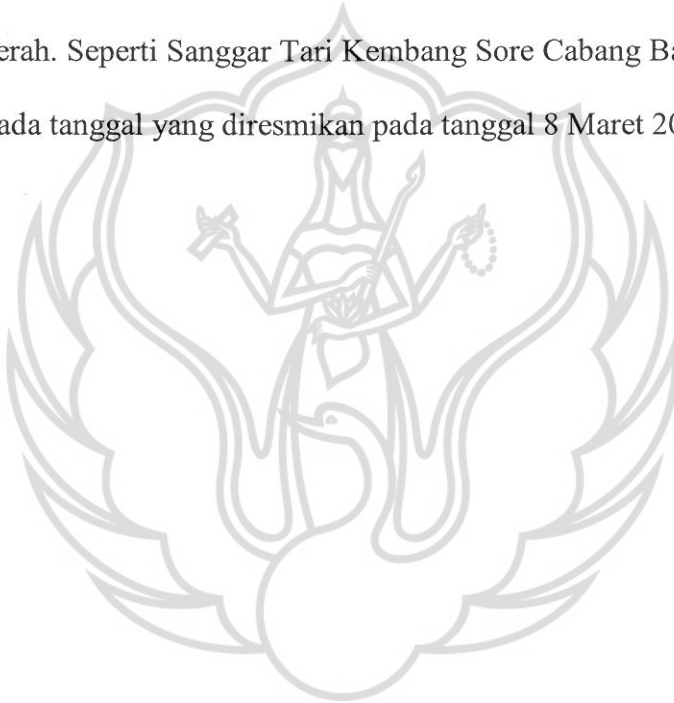 erah. Seperti Sanggar Tari Kembang Sore Cabang Ba
ada tanggal yang diresmikan pada tanggal 8 Maret 20